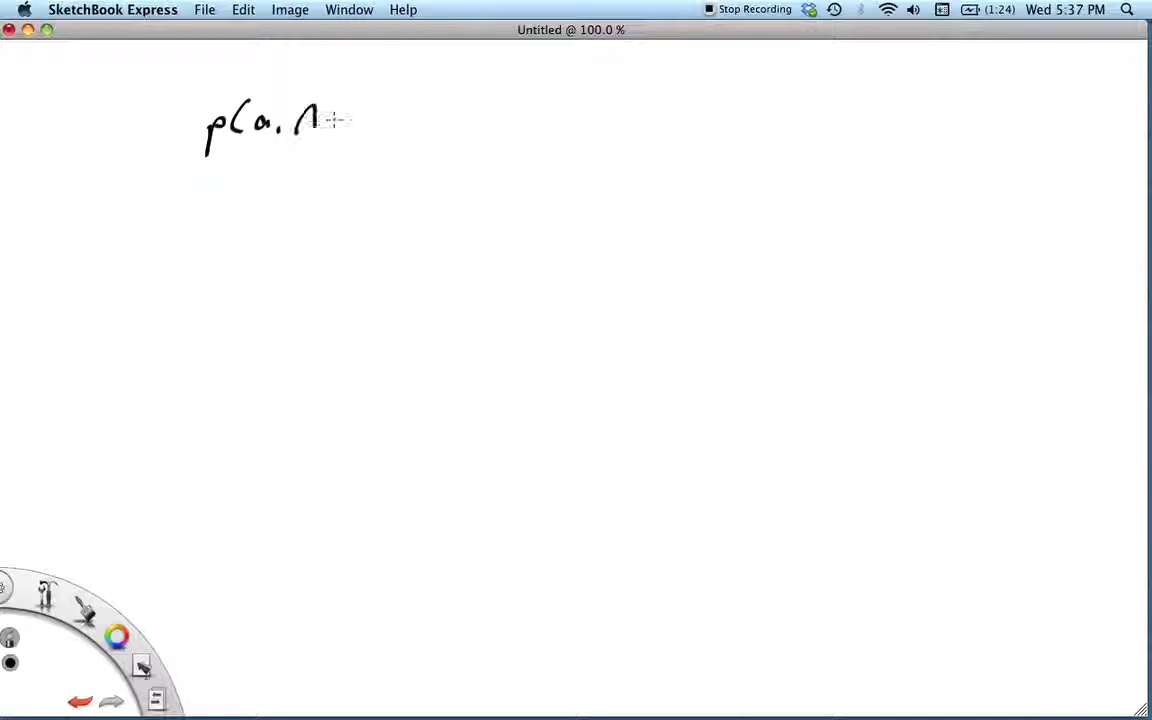 SketchBook Express File Edit Image Window Help Stop Recording (1:24) Wed 5:37 PM
Untitled @ 100.0 %
p(a.